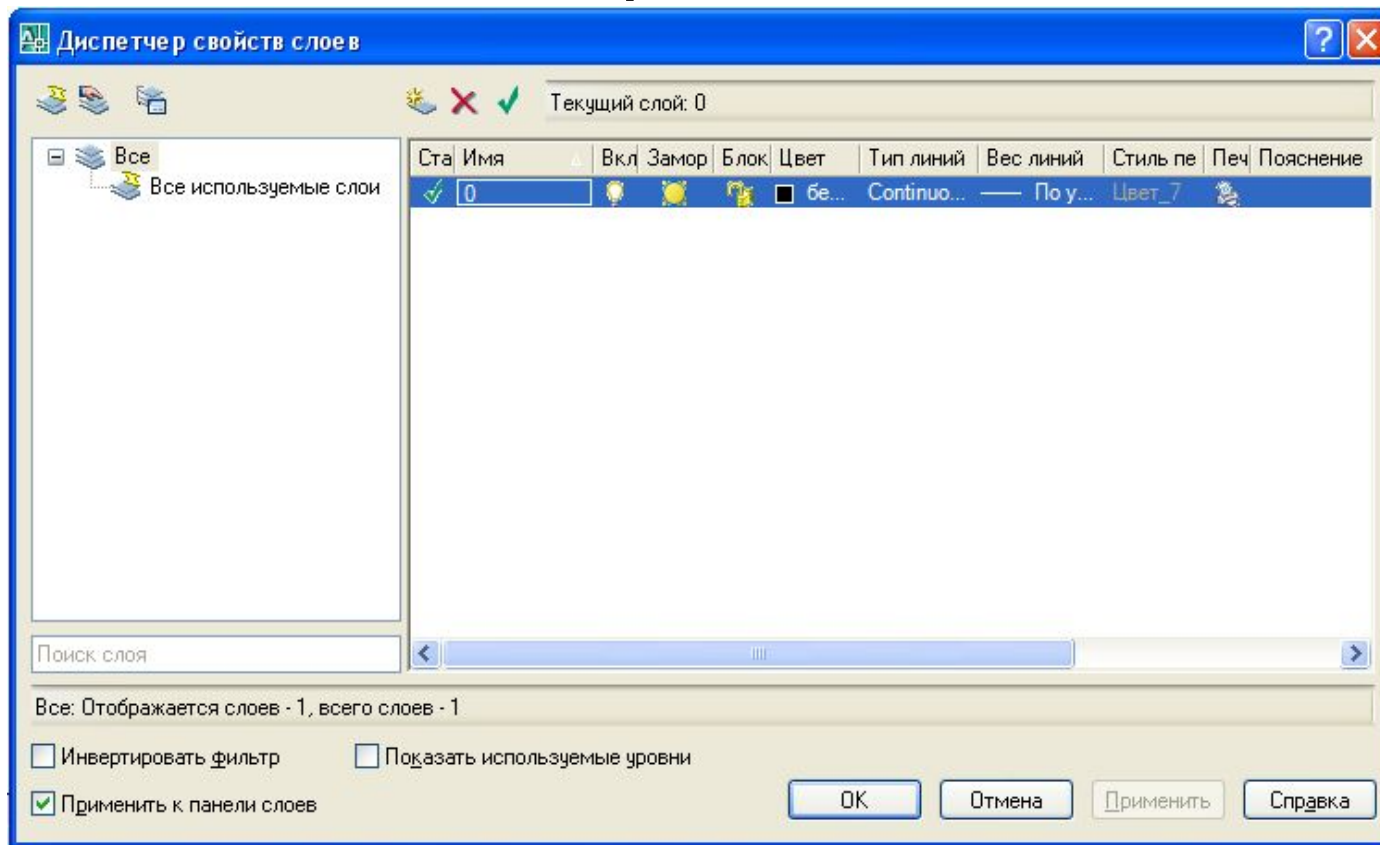 Диспетчер свойств слоев
Текущий слой: 0
Все
Все используемые слои
Ста Имя Вкл Замор Блок Цвет Тип линий Вес линий Стиль пе Печ Пояснение
0 бе... Continuo... По у... Цвет_7
Поиск слоя
Все: Отображается слоев - 1, всего слоев - 1
Инвертировать фильтр Показать используемые уровни
Применить к панели слоев
OK Отмена Применить Справка